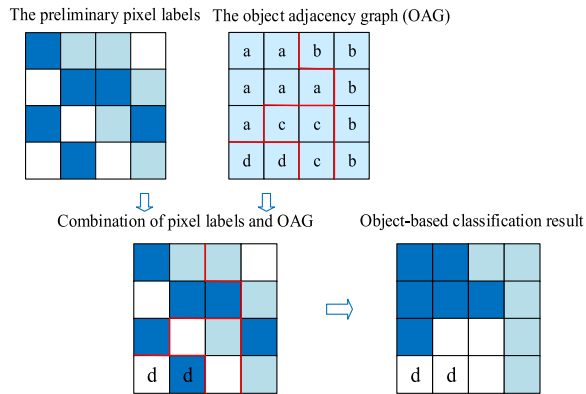 The preliminary pixel labels
The object adjacency graph (OAG)
a a b b
a a a b
a c c b
d d c b
Combination of pixel labels and OAG
Object-based classification result
d d
d d